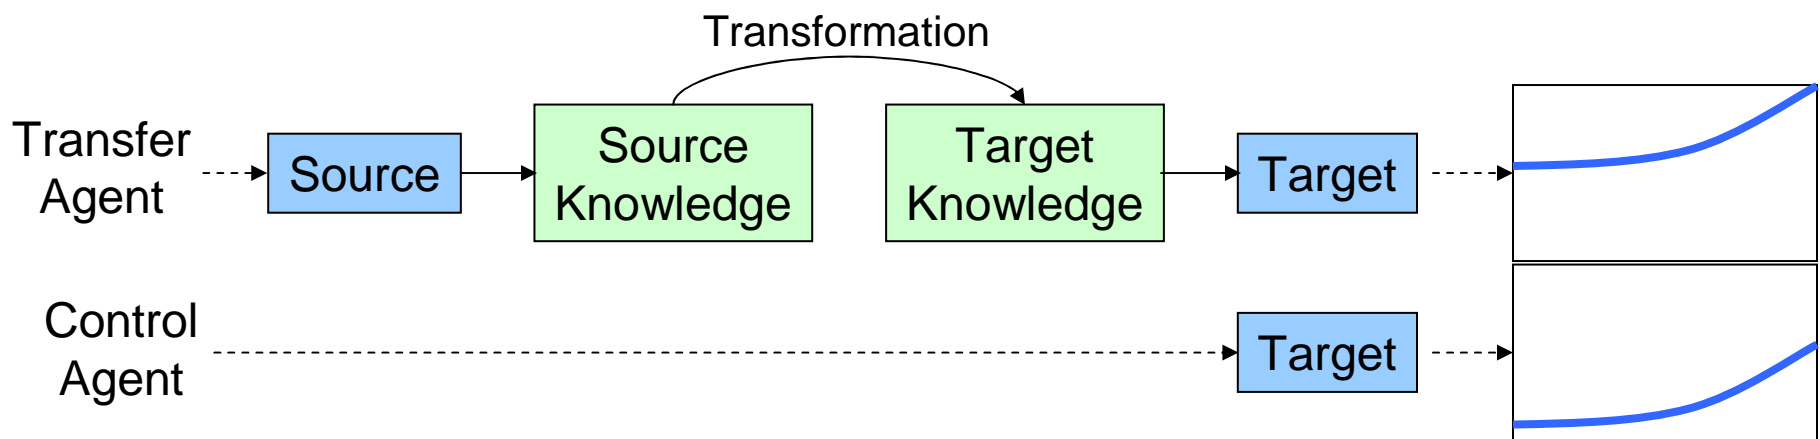 Transformation
Transfer
Agent
Source
Source
Knowledge
Target
Knowledge
Target
Control
Agent
Target